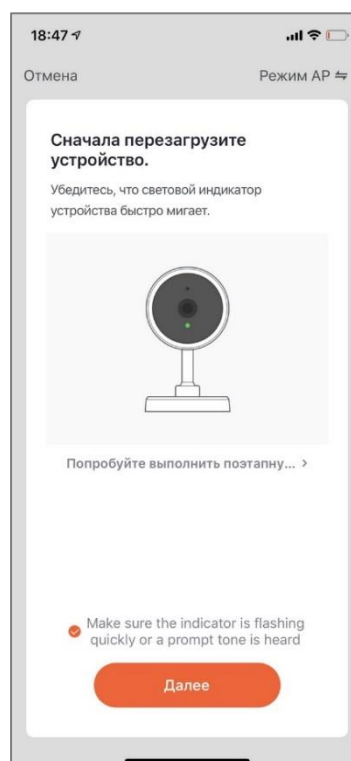 18:47
Отмена
Режим AP
Сначала перезагрузите
устройство.
Убедитесь, что световой индикатор
устройства быстро мигает.
Попробуйте выполнить поэтапну... >
Make sure the indicator is flashing
quickly or a prompt tone is heard
Далее